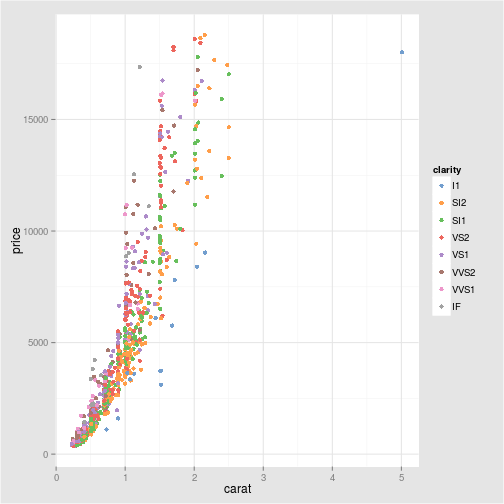 15000
10000
5000
0
price
0 1 2 3 4 5
carat
clarity
I1
SI2
SI1
VS2
VS1
VVS2
VVS1
IF